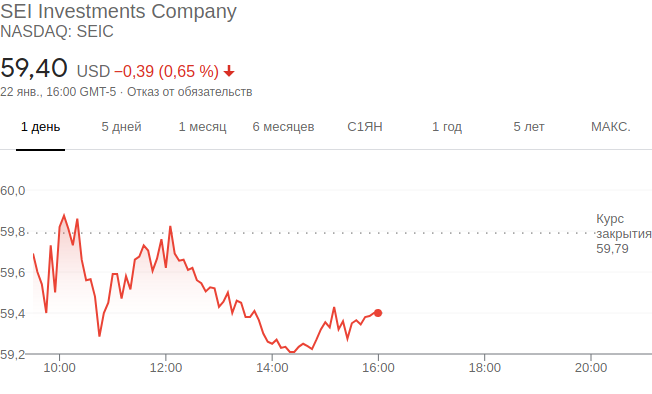 SEI Investments Company
NASDAQ: SEIC
59,40 USD −0,39 (0,65 %)
22 янв., 16:00 GMT-5 · Отказ от обязательств
1 день 5 дней 1 месяц 6 месяцев С1ЯН 1 год 5 лет МАКС.
60,0
Курс
59,8 закрытия
59,79
59,6
59,4
59,2
10:00 12:00 14:00 16:00 18:00 20:00